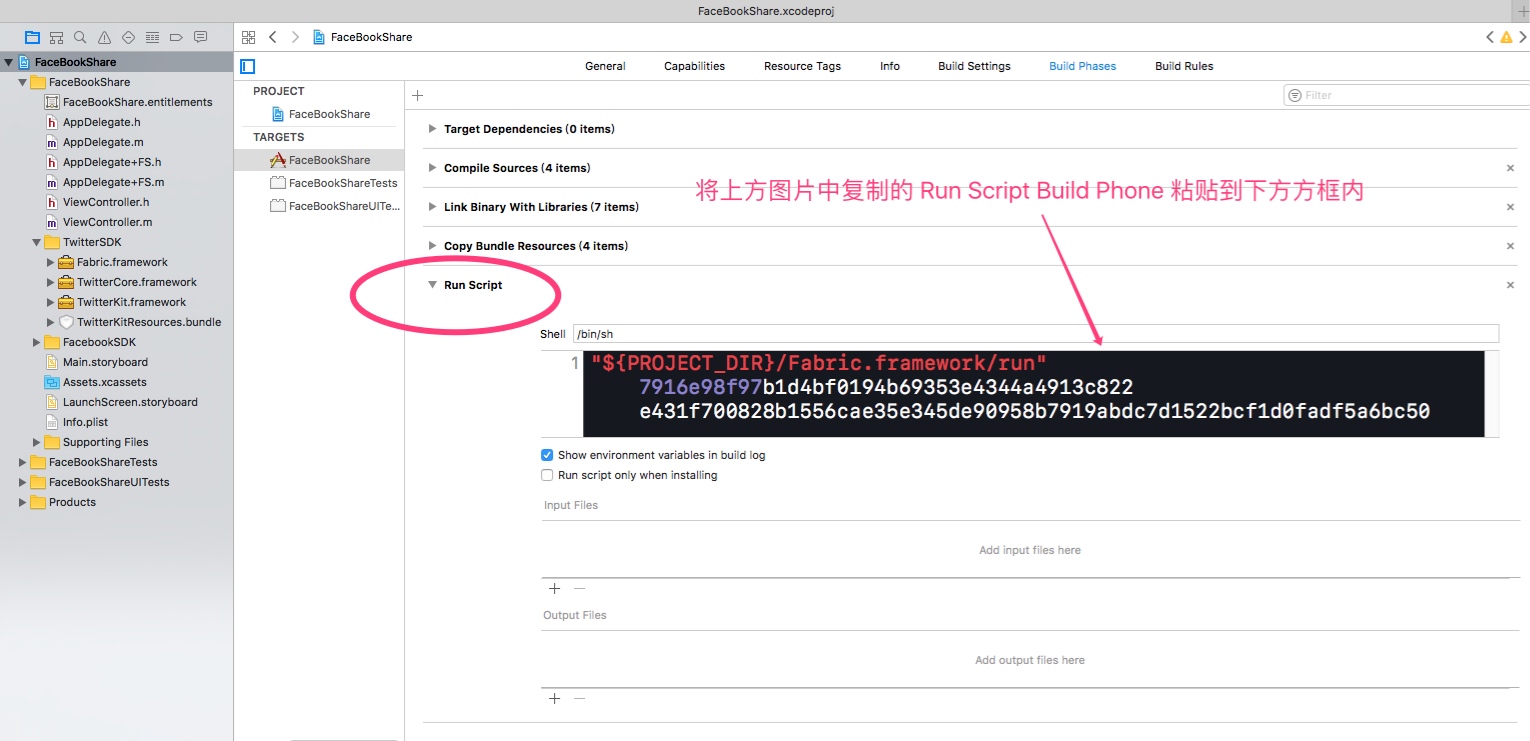 FaceBookShare.xcodeproj
FaceBookShare
General
Capabilities
Resource Tags
Info
Build Settings
Build Phases
Build Rules
FaceBookShare
FaceBookShare
FaceBookShare.entitlements
AppDelegate.h
AppDelegate.m
AppDelegate+FS.h
AppDelegate+FS.m
ViewController.h
ViewController.m
TwitterSDK
Fabric.framework
TwitterCore.framework
TwitterKit.framework
TwitterKitResources.bundle
FacebookSDK
Main.storyboard
Assets.xcassets
LaunchScreen.storyboard
Info.plist
Supporting Files
FaceBookShareTests
FaceBookShareUITests
Products
PROJECT
FaceBookShare
TARGETS
FaceBookShare
FaceBookShareTests
FaceBookShareUITe...
Filter
Target Dependencies (0 items)
Compile Sources (4 items)
将上方图片中复制的 Run Script Build Phone 粘贴到下方方框内
Link Binary With Libraries (7 items)
Copy Bundle Resources (4 items)
Run Script
Shell /bin/sh
1 "${PROJECT_DIR}/Fabric.framework/run"
7916e98f97b1d4bf0194b69353e4344a4913c822
e431f700828b1556cae35e345de90958b7919abdc7d1522bcf1d0fadf5a6bc50
Show environment variables in build log
Run script only when installing
Input Files
Add input files here
Output Files
Add output files here